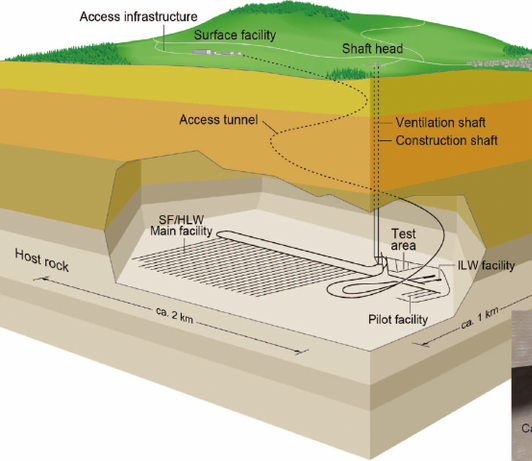 Access infrastructure
Surface facility
Shaft head
Access tunnel
Ventilation shaft
Construction shaft
SF/HLW
Main facility
Test
area
Host rock
ILW facility
ca. 2 km
Pilot facility
ca. 1 km